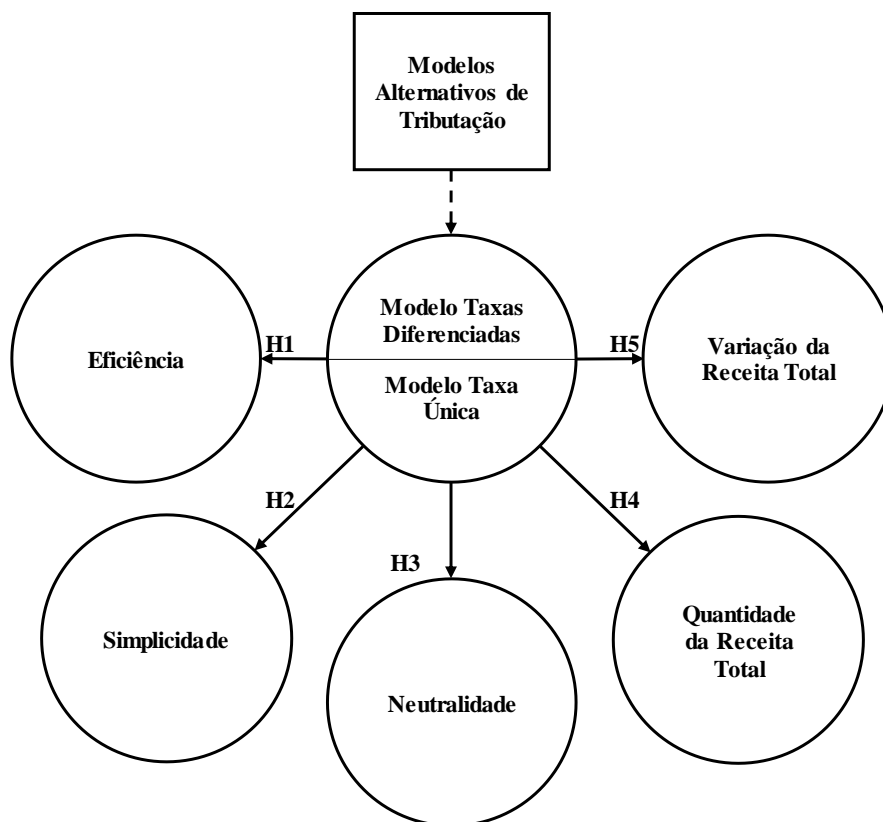 Modelos
Alternativos de
Tributação
Modelo Taxas
Diferenciadas
Modelo Taxa
Única
H1
H5
Eficiência
Variação da
Receita Total
H2
H4
H3
Simplicidade
Quantidade
da Receita
Total
Neutralidade